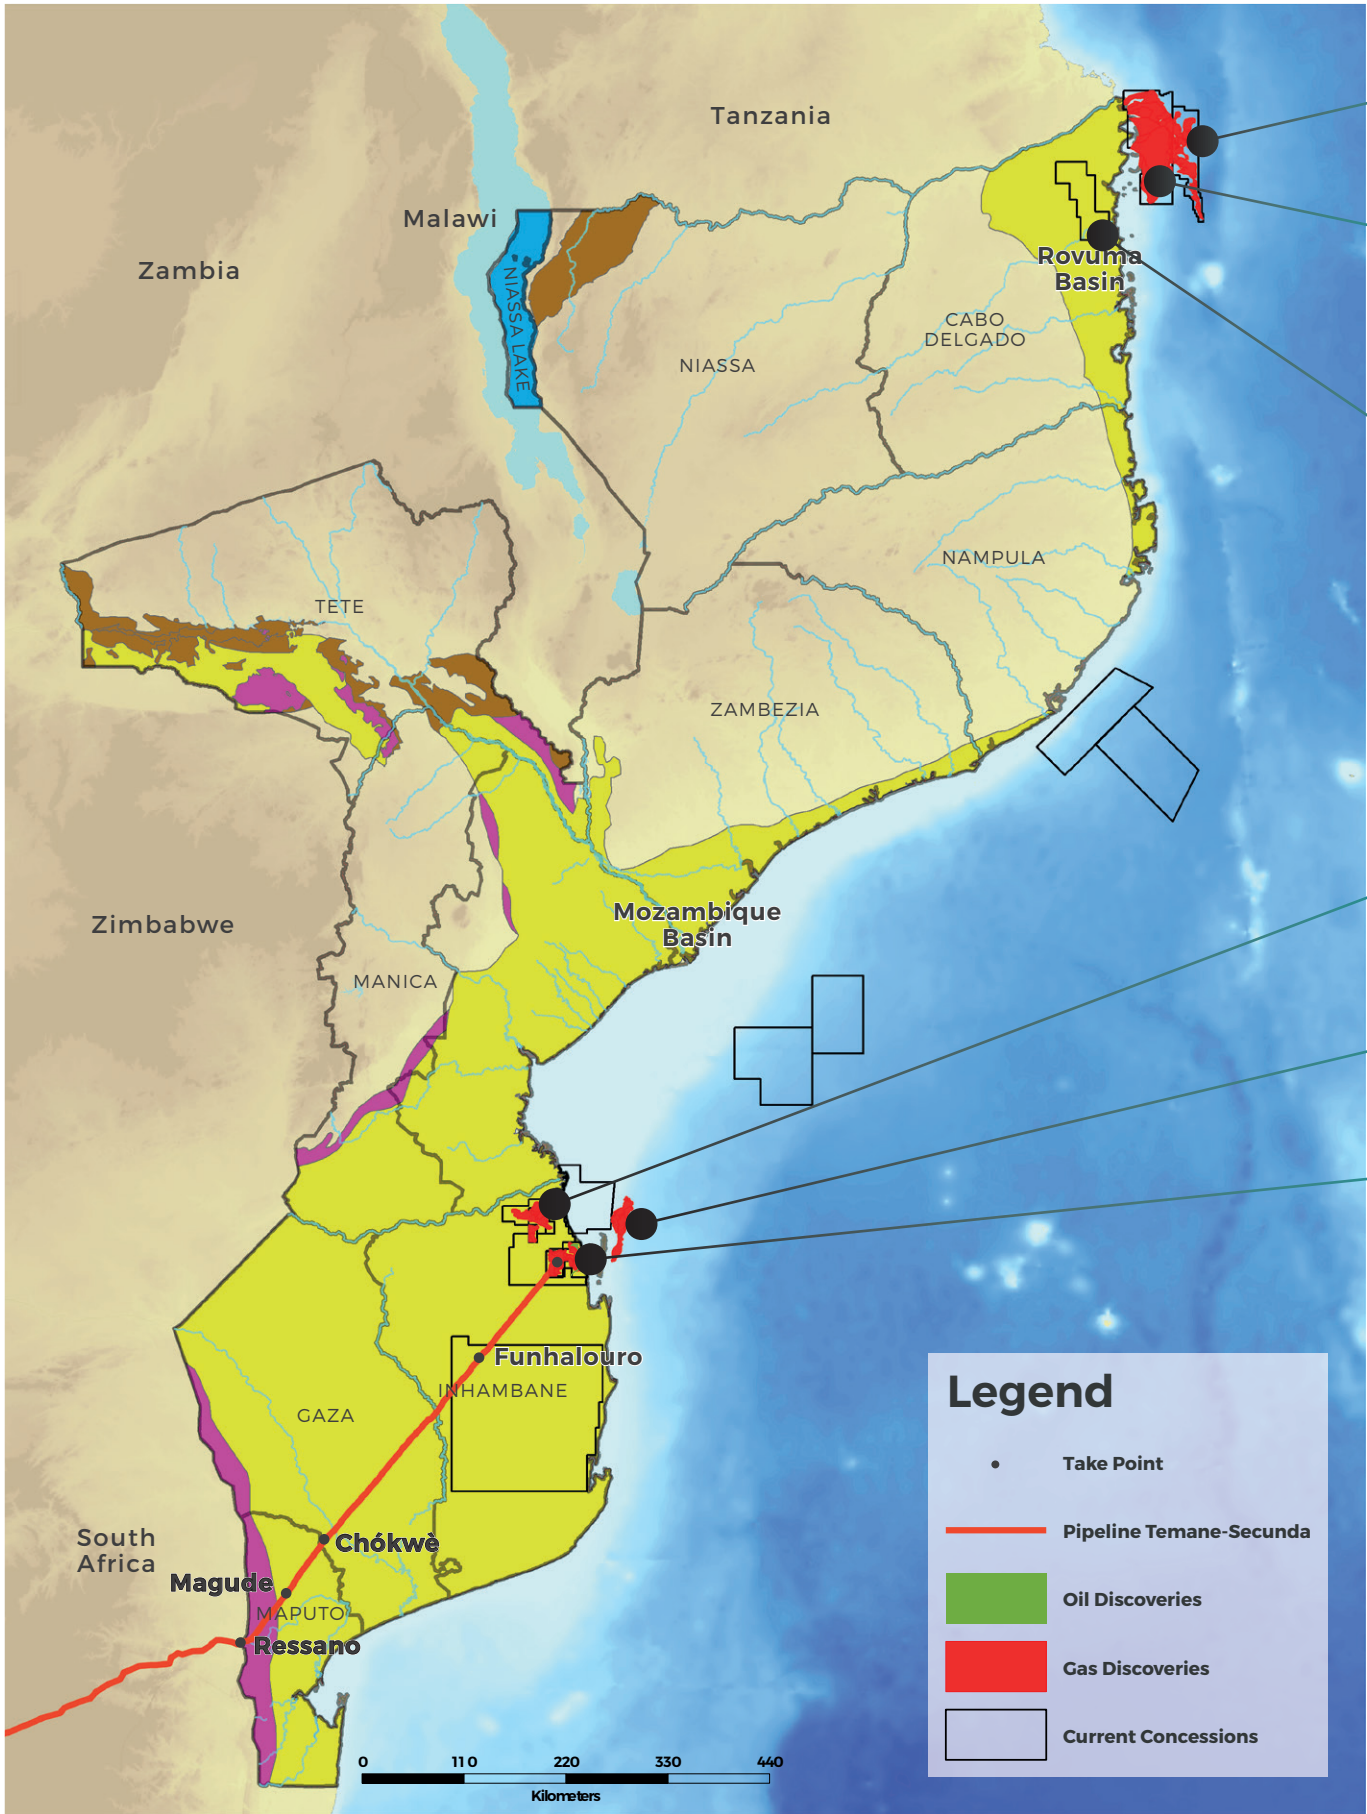 Tanzania
Malawi
Zambia
NIASSA LAKE
Rovuma
Basin
CABO
DELGADO
NIASSA
NAMPULA
TETE
ZAMBEZIA
Mozambique
Basin
Zimbabwe
MANICA
Funhalouro
INHAMBANE
GAZA
South
Africa
Chókwè
Magude
MAPUTO
Ressano
0 110 220 330 440
Kilometers
Legend
Take Point
Pipeline Temane-Secunda
Oil Discoveries
Gas Discoveries
Current Concessions